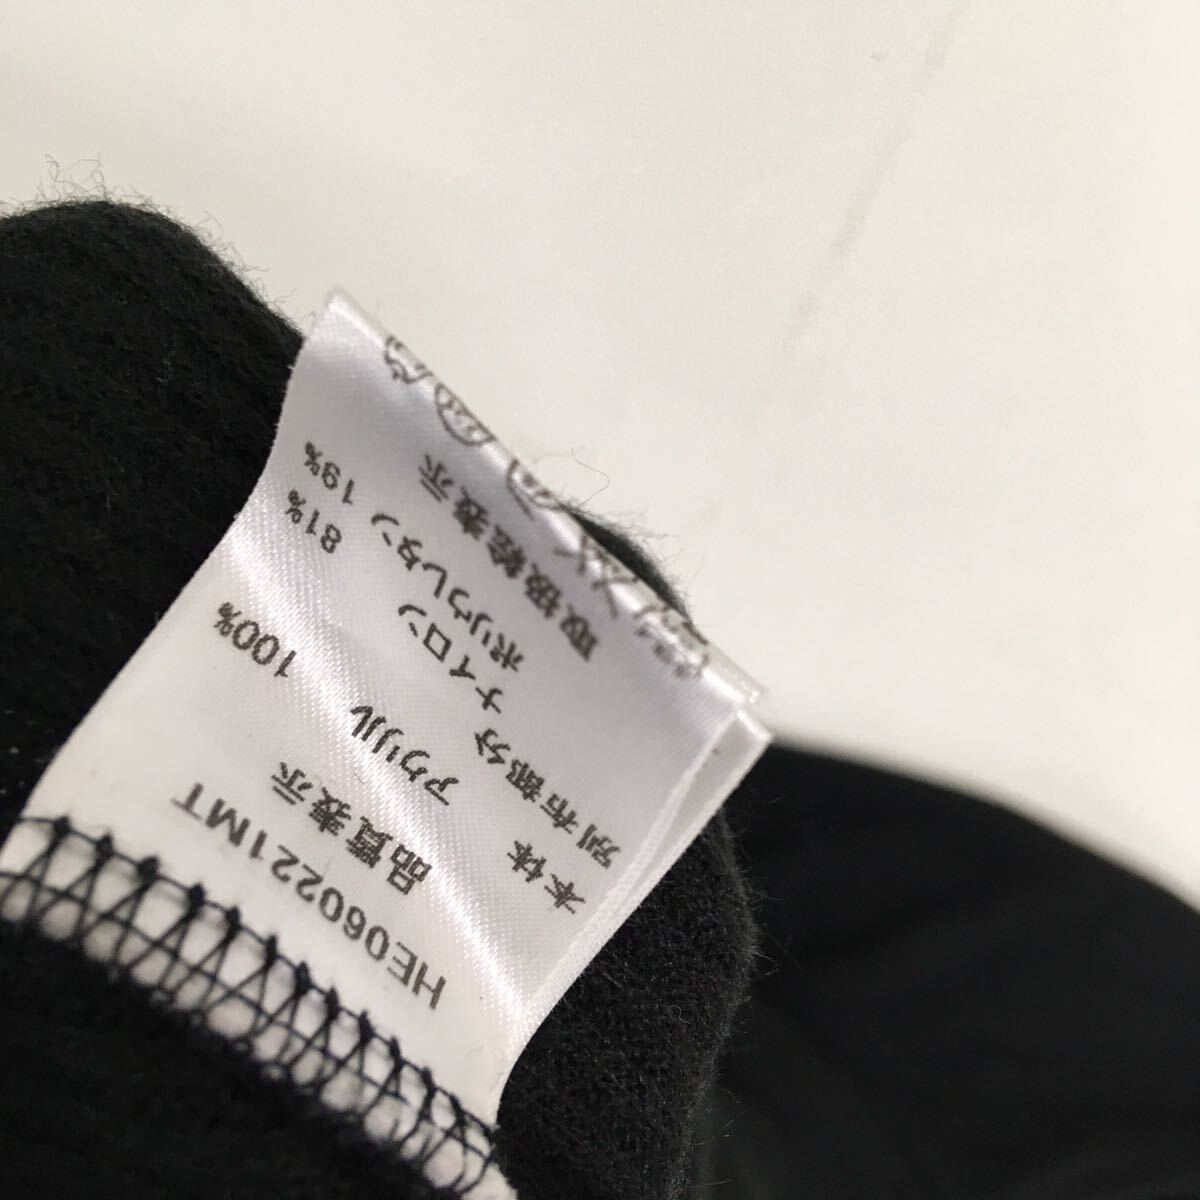 HE060221MT
品質表示
本体 アクリル 100%
別布部分 ナイロン 81%
ポリウレタン 19%
取扱絵表示